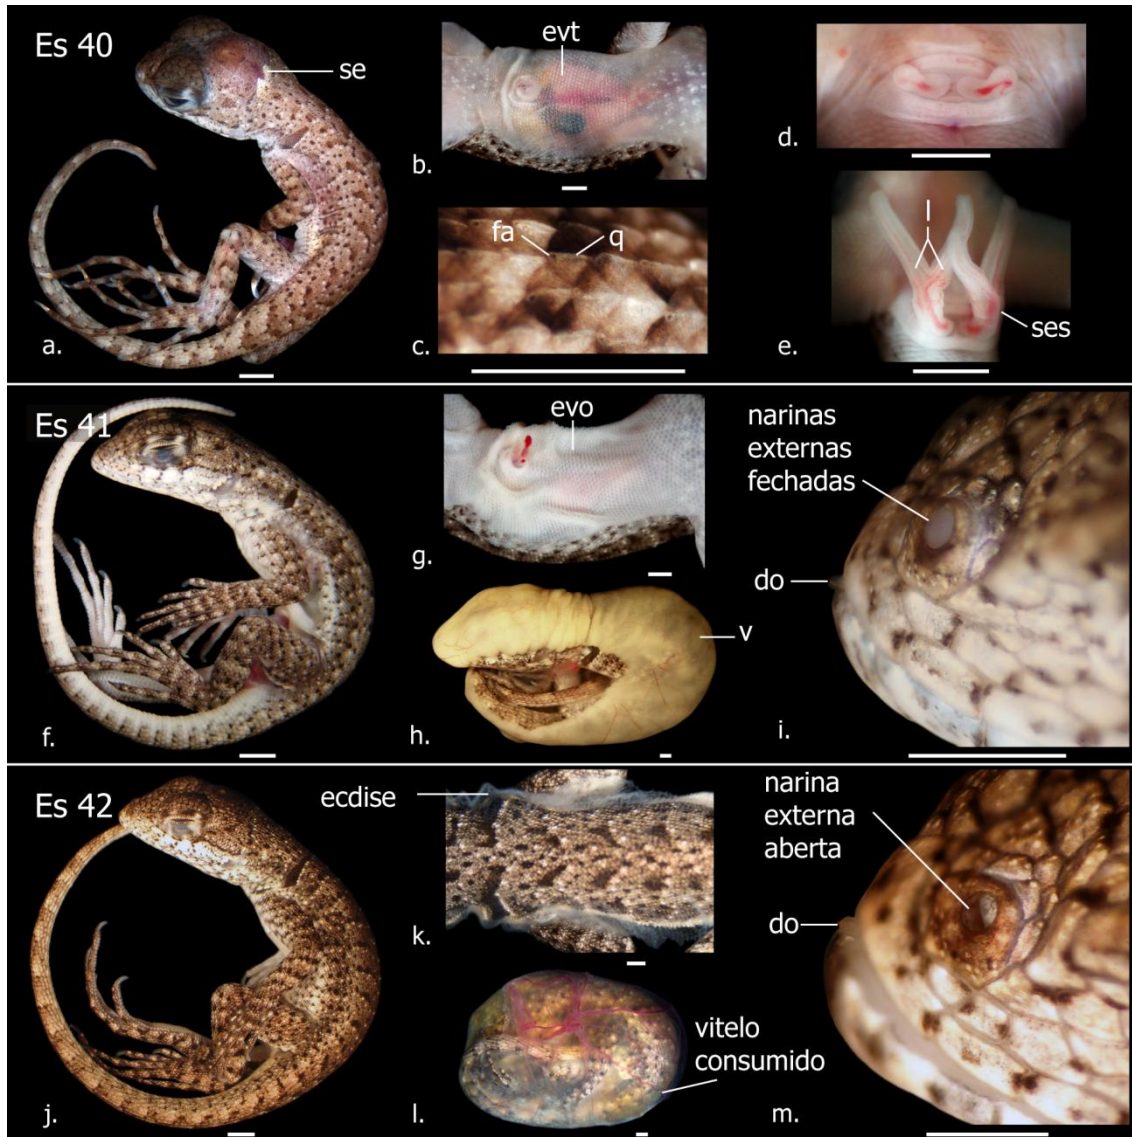 Es 40
se
a.
evt
b.
fa q
c.
d.
l
ses
e.
Es 41
f.
evo
g.
v
h.
narinas
externas
fechadas
do
i.
Es 42
j.
ecdise
k.
vitelo
consumido
l.
narina
externa
aberta
do
m.